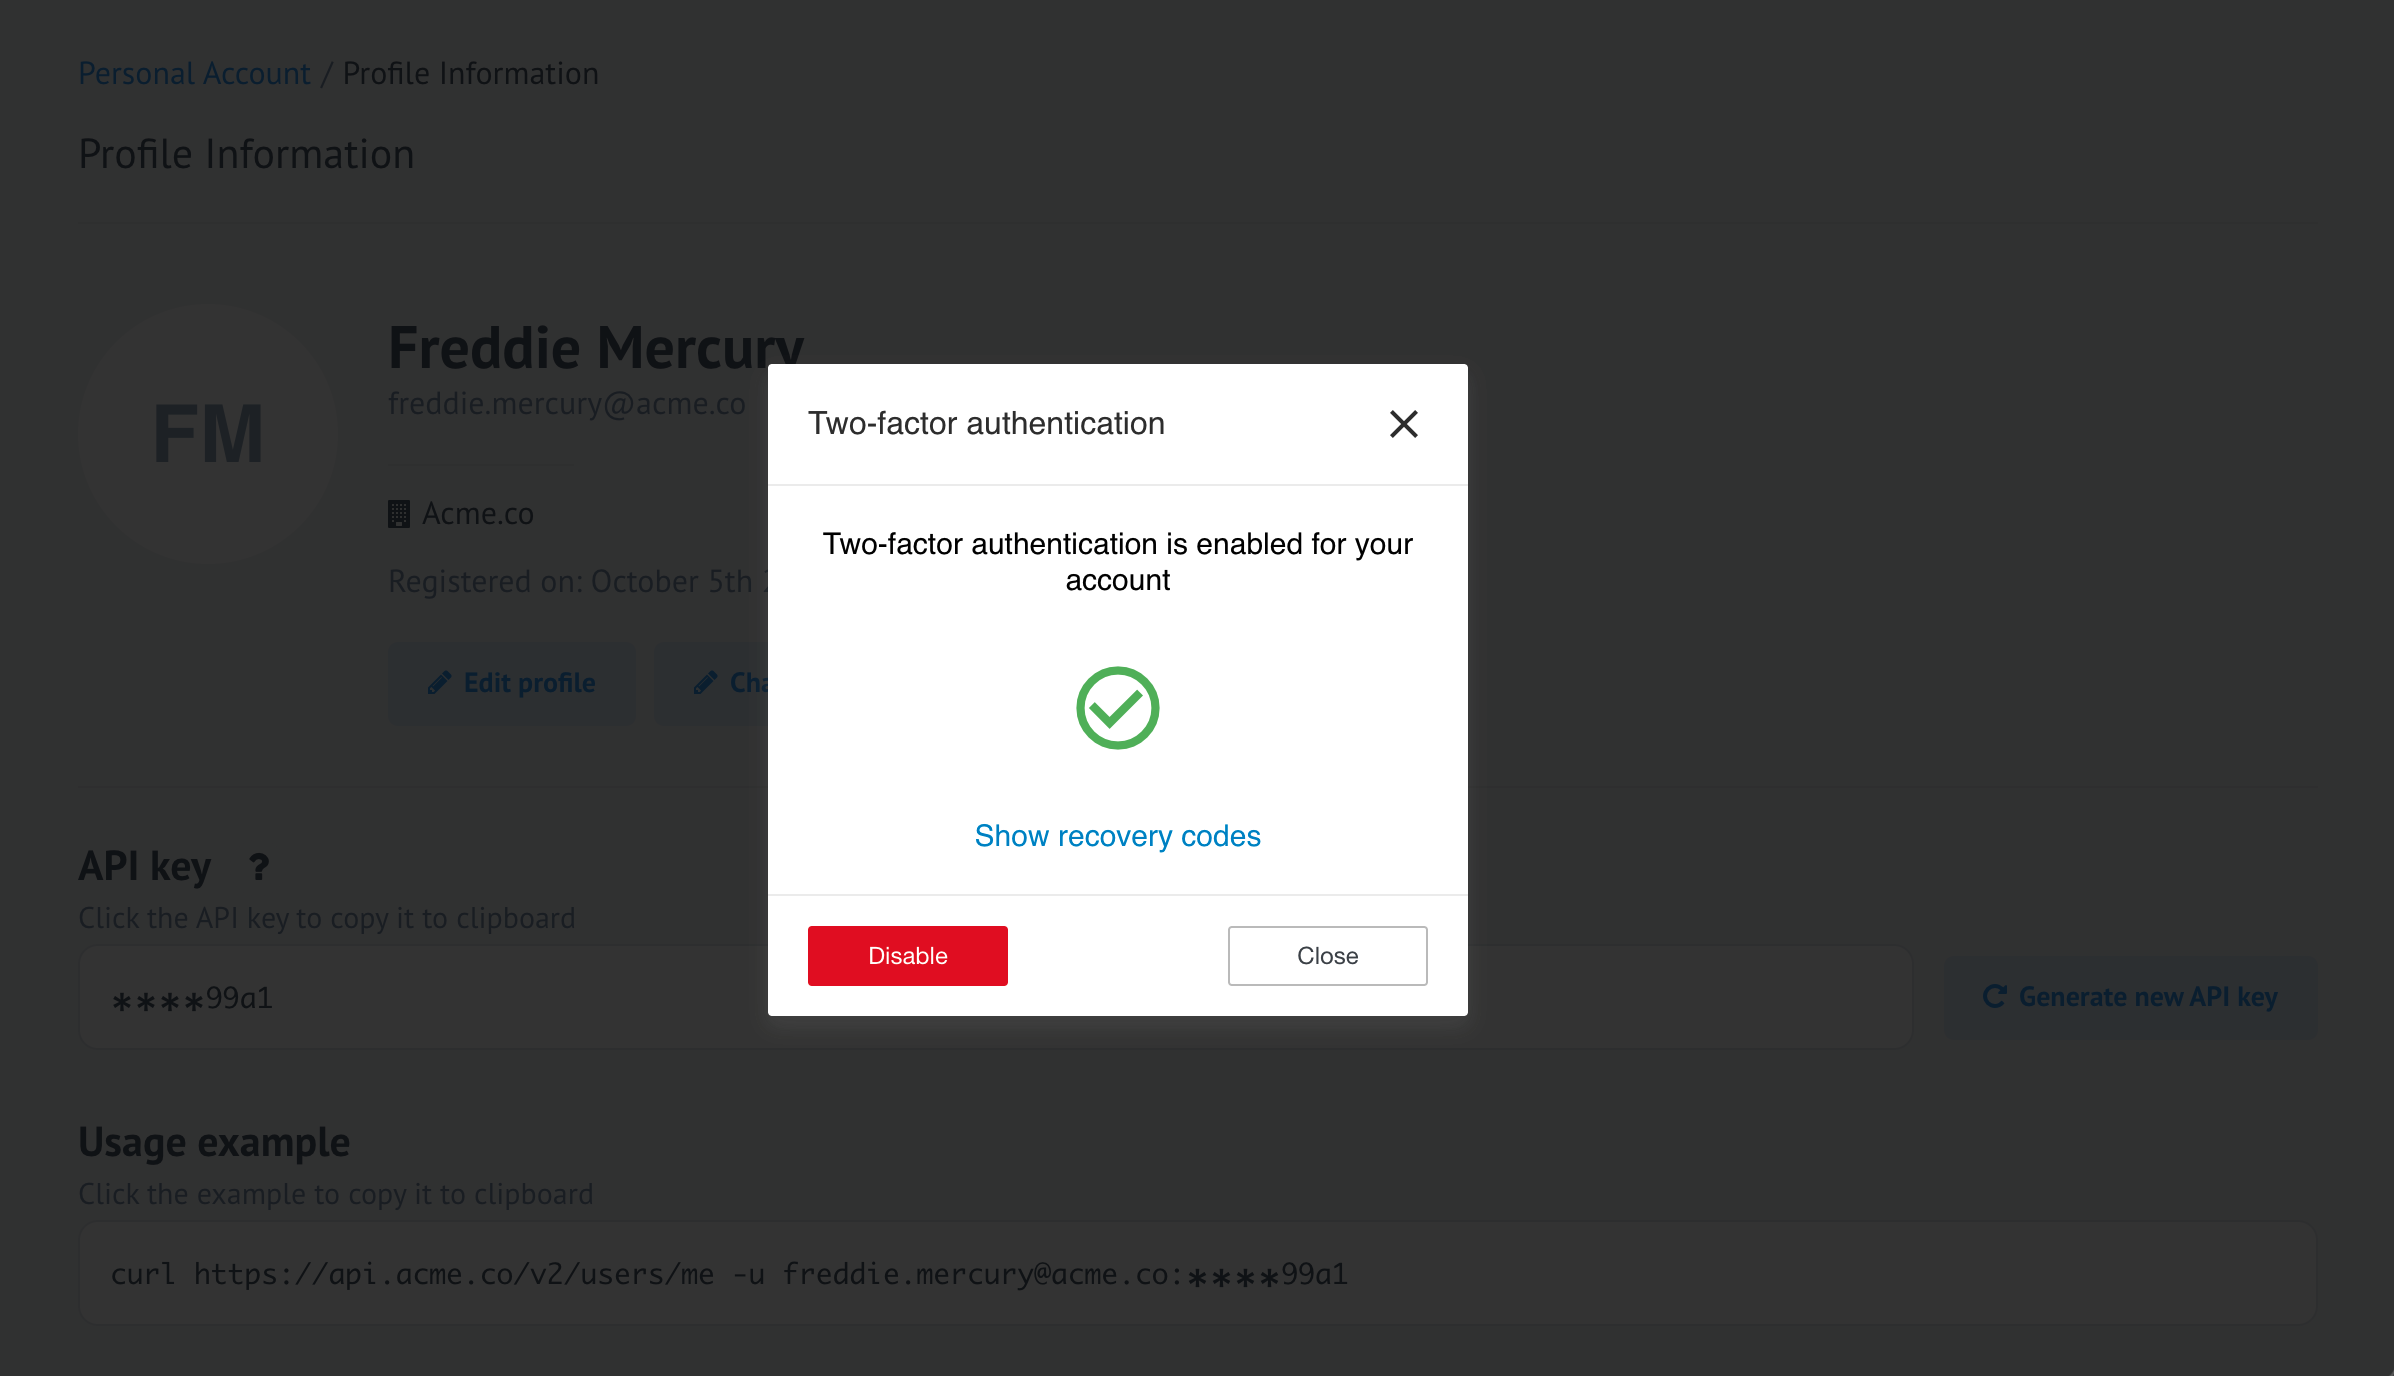 Personal Account / Profile Information
Profile Information
FM
Freddie Mercury
freddie.mercury@acme.co
Acme.co
Registered on: October 5th
Edit profile
Two-factor authentication
Two-factor authentication is enabled for your
account
Show recovery codes
Disable
Close
API key ?
Click the API key to copy it to clipboard
****99a1
Generate new API key
Usage example
Click the example to copy it to clipboard
curl https://api.acme.co/v2/users/me -u freddie.mercury@acme.co:****99a1